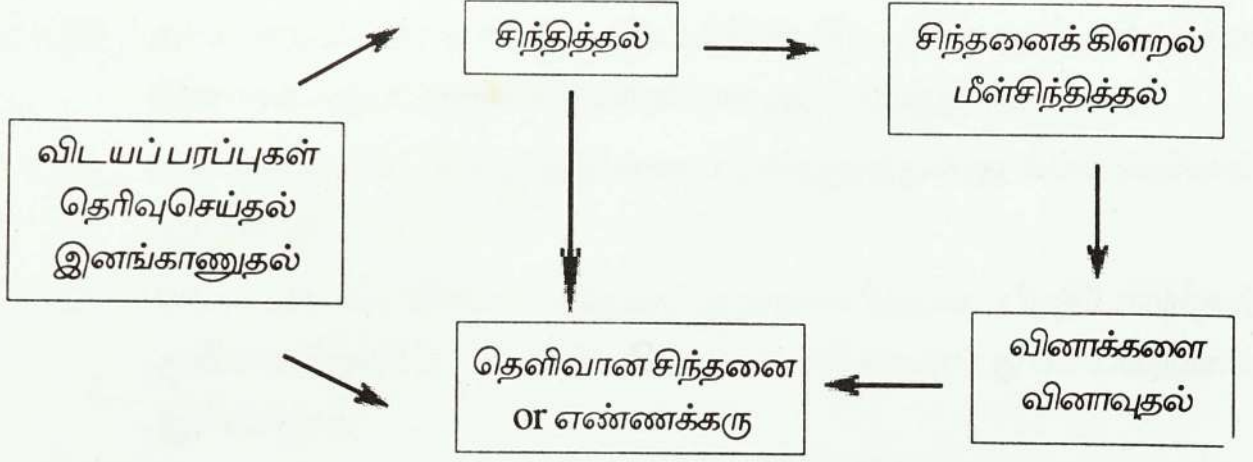 சிந்தித்தல்
சிந்தனைக் கிளறல்
மீள்சிந்தித்தல்
விடயப் பரப்புகள்
தெரிவுசெய்தல்
இனங்காணுதல்
தெளிவான சிந்தனை
or எண்ணக்கரு
வினாக்களை
வினாவுதல்